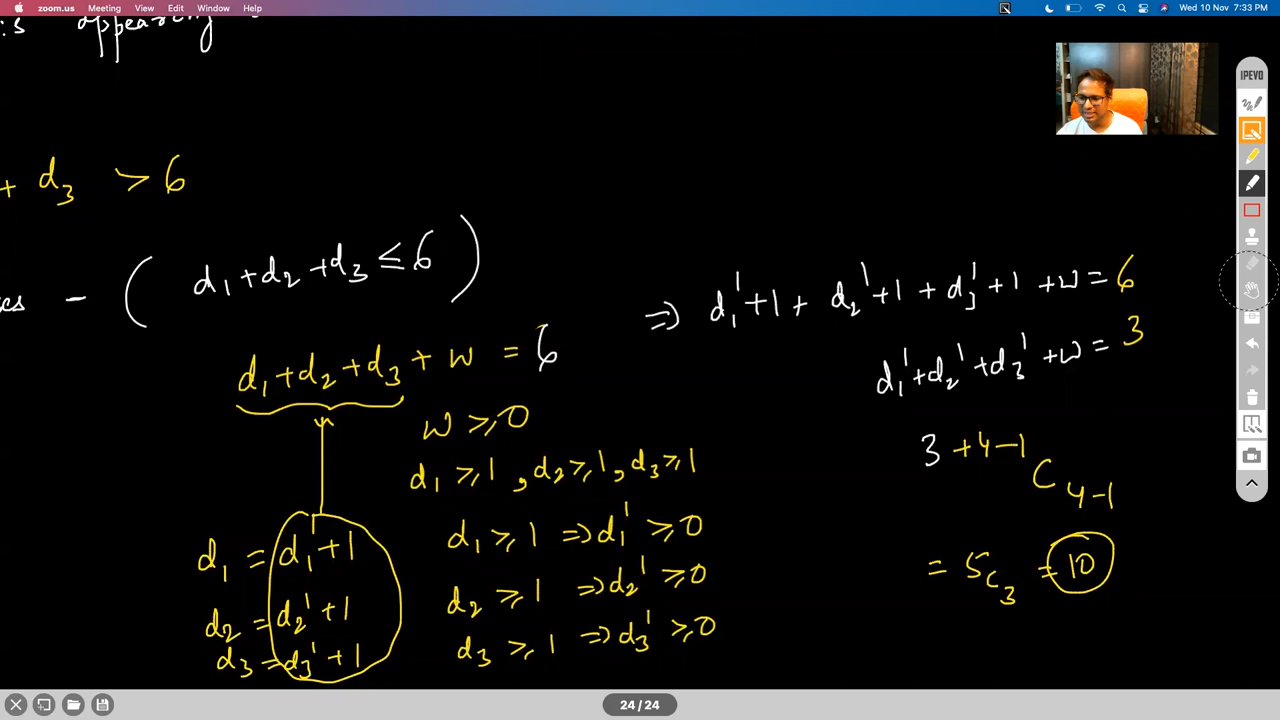 zoom.us Meeting View Edit Window Help Wed 10 Nov 7:33 PM
appearing
IPEVO
+ d₃ > 6
- ( d₁+d₂+d₃ ≤ 6 )
d₁+d₂+d₃ + w = 6
w ≥ 0
d₁ ≥ 1, d₂ ≥ 1, d₃ ≥ 1
d₁ = d₁'+1
d₂ = d₂'+1
d₃ = d₃'+1
d₁ ≥ 1 ⇒ d₁' ≥ 0
d₂ ≥ 1 ⇒ d₂' ≥ 0
d₃ ≥ 1 ⇒ d₃' ≥ 0
⇒ d₁'+1 + d₂'+1 + d₃'+1 + w = 6
d₁'+d₂'+d₃'+w = 3
3+4-1 C 4-1
= 5C₃ = 10
24 / 24